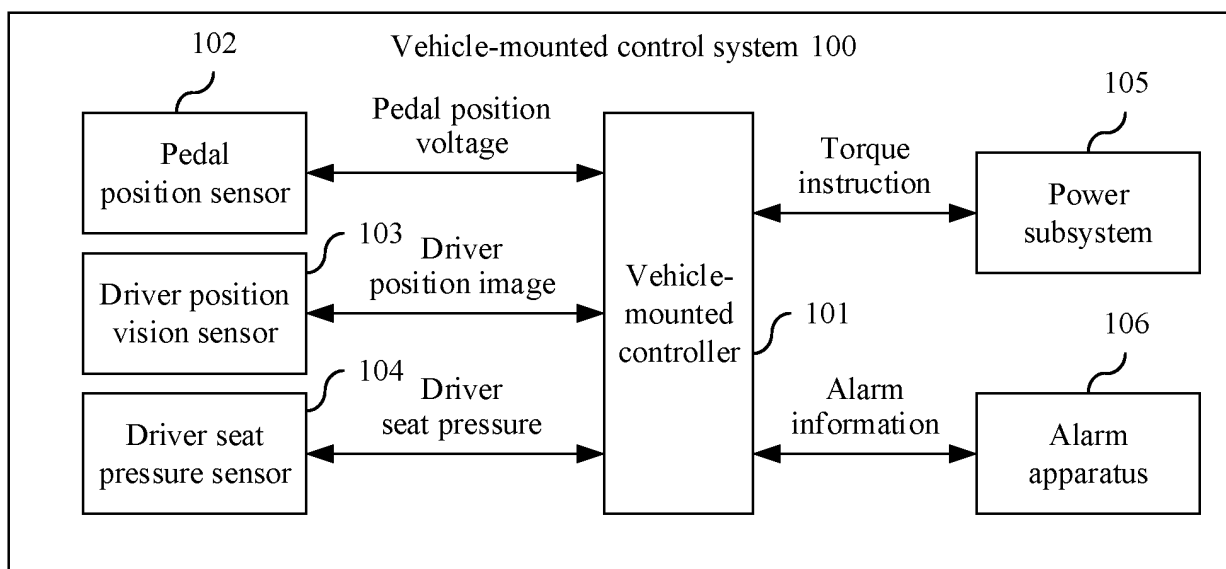 Vehicle-mounted control system 100
102
Pedal
position sensor
Pedal position
voltage
103
Driver position
vision sensor
Driver
position image
104
Driver seat
pressure sensor
Driver
seat pressure
Vehicle-
mounted
controller
101
Torque
instruction
105
Power
subsystem
Alarm
information
106
Alarm
apparatus